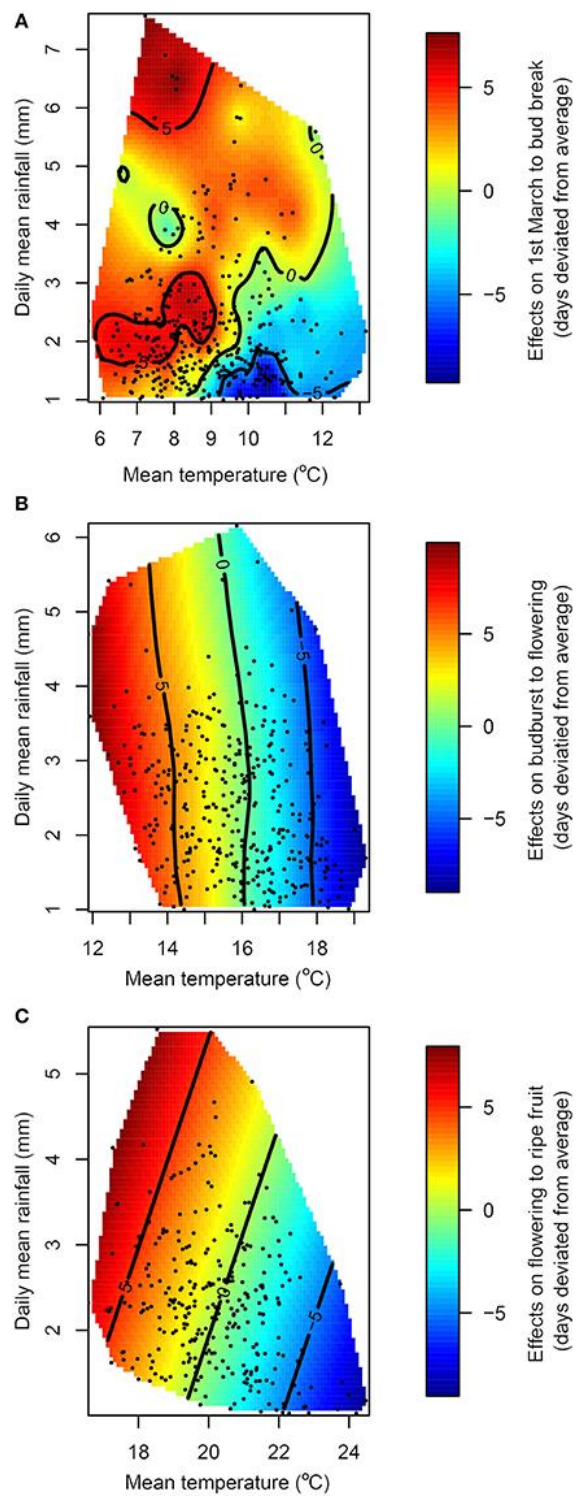 A
Daily mean rainfall (mm)
7
6
5
4
3
2
1
5
0
0
0
5
−5
6 7 8 9 10 12
Mean temperature (°C)
5
0
−5
Effects on 1st March to bud break
(days deviated from average)
B
Daily mean rainfall (mm)
6
5
4
3
2
1
5
0
−5
12 14 16 18
Mean temperature (°C)
5
0
−5
Effects on budburst to flowering
(days deviatied from average)
C
Daily mean rainfall (mm)
5
4
3
2
5
0
−5
18 20 22 24
Mean temperature (°C)
5
0
−5
Effects on flowering to ripe fruit
(days deviated from average)